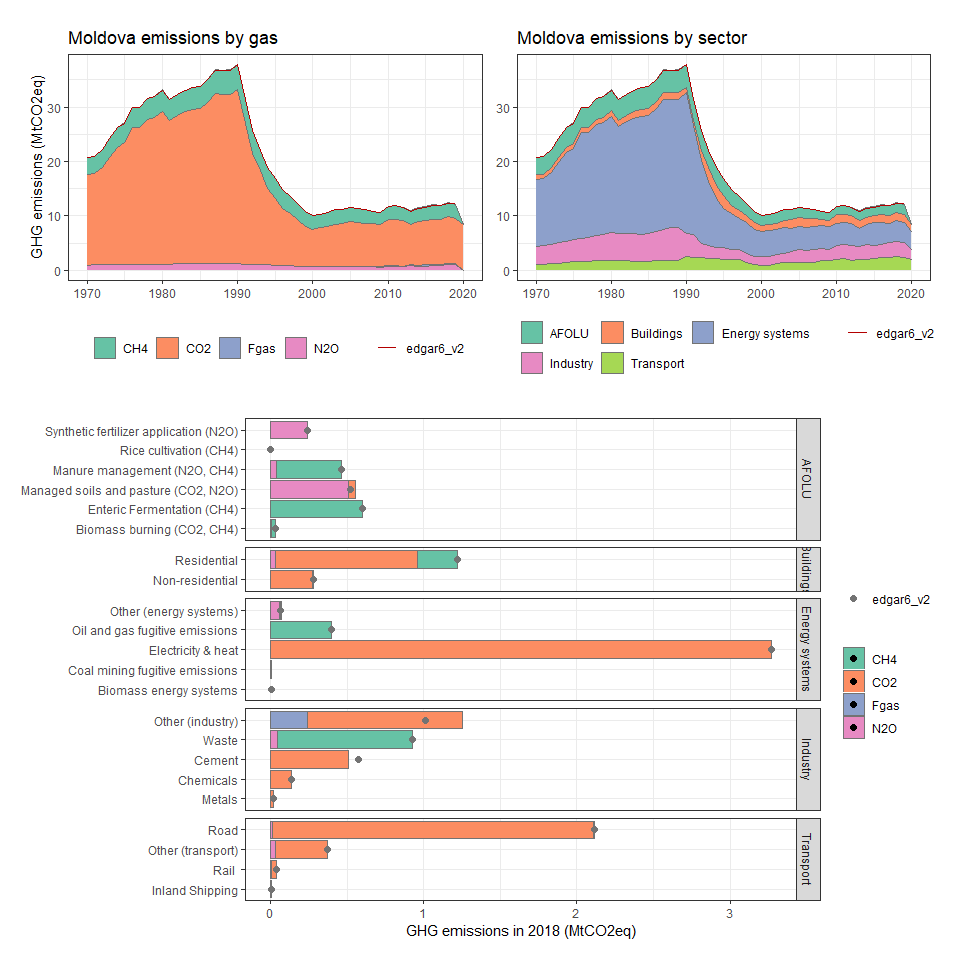 Moldova emissions by gas
Moldova emissions by sector
GHG emissions (MtCO2eq)
30
20
10
0
1970 1980 1990 2000 2010 2020
30
20
10
0
1970 1980 1990 2000 2010 2020
CH4 CO2 Fgas N2O edgar6_v2
AFOLU Buildings Energy systems edgar6_v2
Industry Transport
Synthetic fertilizer application (N2O)
Rice cultivation (CH4)
Manure management (N2O, CH4)
Managed soils and pasture (CO2, N2O)
Enteric Fermentation (CH4)
Biomass burning (CO2, CH4)
AFOLU
Residential
Non-residential
Buildings
Other (energy systems)
Oil and gas fugitive emissions
Electricity & heat
Coal mining fugitive emissions
Biomass energy systems
Energy systems
Other (industry)
Waste
Cement
Chemicals
Metals
Industry
Road
Other (transport)
Rail
Inland Shipping
Transport
0 1 2 3
GHG emissions in 2018 (MtCO2eq)
edgar6_v2
CH4
CO2
Fgas
N2O